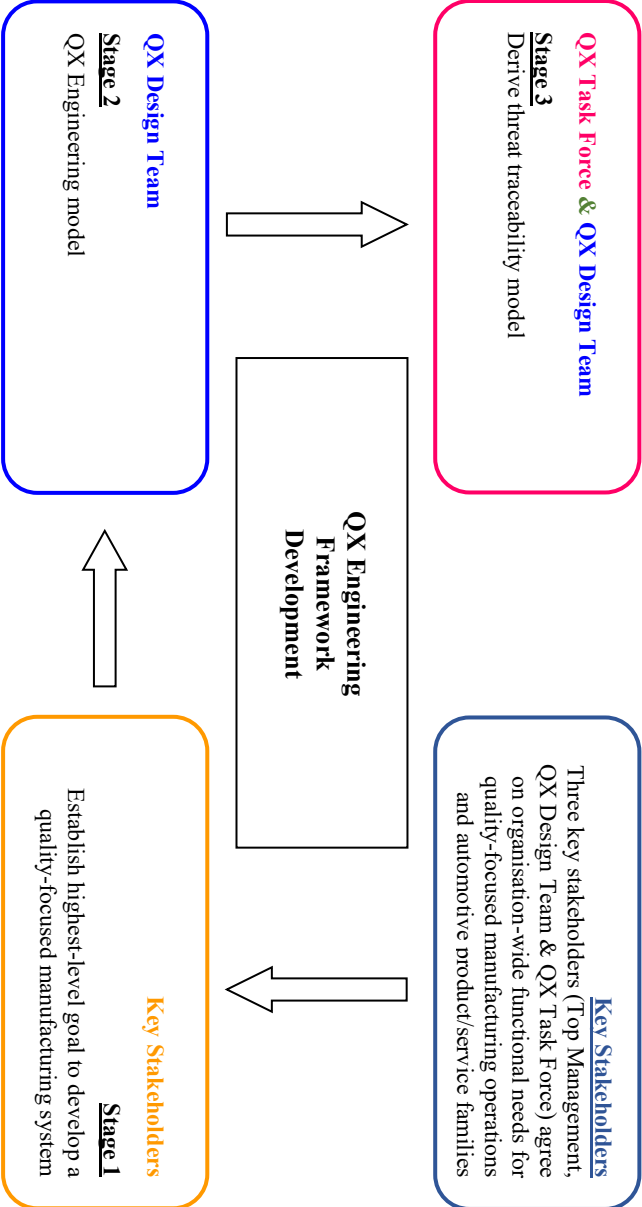 QX Task Force & QX Design Team
Stage 3
Derive threat traceability model
Key Stakeholders
Three key stakeholders (Top Management,
QX Design Team & QX Task Force) agree
on organisation-wide functional needs for
quality-focused manufacturing operations
and automotive product/service families
QX Engineering
Framework
Development
QX Design Team
Stage 2
QX Engineering model
Key Stakeholders
Stage 1
Establish highest-level goal to develop a
quality-focused manufacturing system